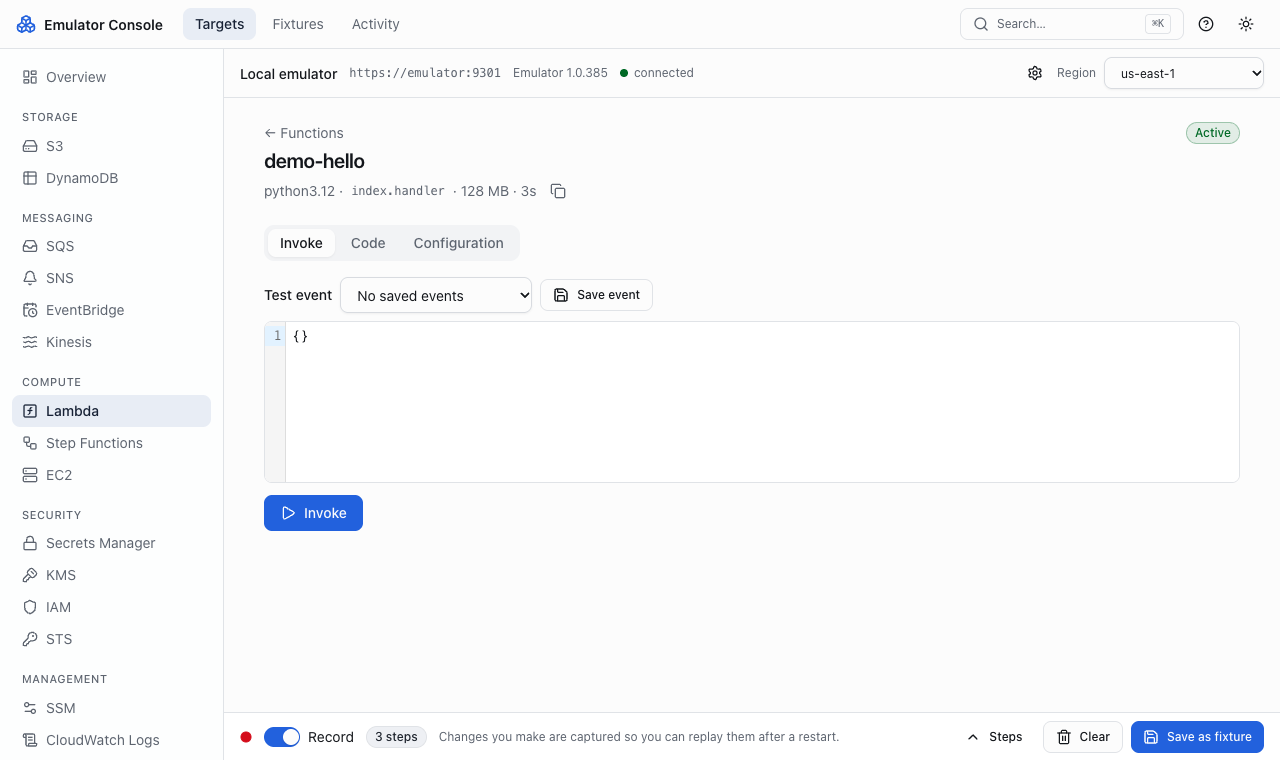 Emulator Console Targets Fixtures Activity Search... ⌘K
Local emulator https://emulator:9301 Emulator 1.0.385 connected Region us-east-1
Overview
STORAGE
S3
DynamoDB
MESSAGING
SQS
SNS
EventBridge
Kinesis
COMPUTE
Lambda
Step Functions
EC2
SECURITY
Secrets Manager
KMS
IAM
STS
MANAGEMENT
SSM
CloudWatch Logs
← Functions Active
demo-hello
python3.12 · index.handler · 128 MB · 3s
Invoke Code Configuration
Test event No saved events Save event
1 {}
Invoke
Record 3 steps Changes you make are captured so you can replay them after a restart. Steps Clear Save as fixture